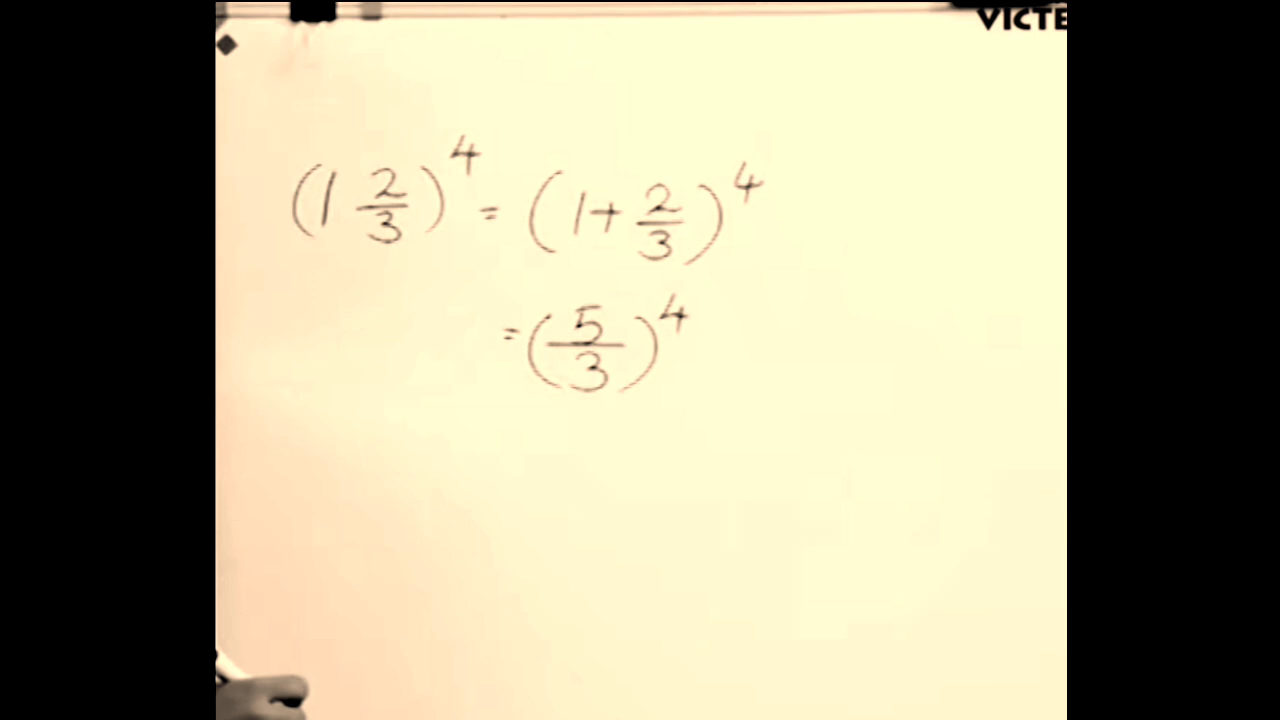 VICTE
(1 2/3)^4 = (1 + 2/3)^4
= (5/3)^4